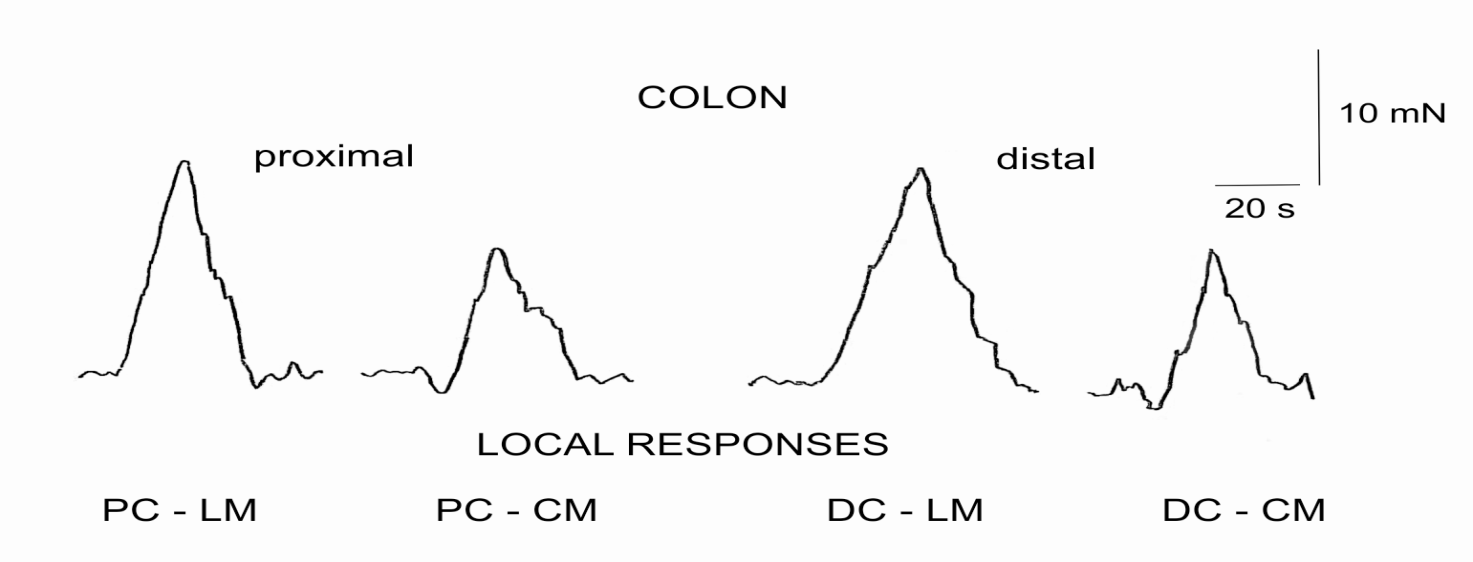 COLON
10 mN
proximal
distal
20 s
LOCAL RESPONSES
PC - LM
PC - CM
DC - LM
DC - CM